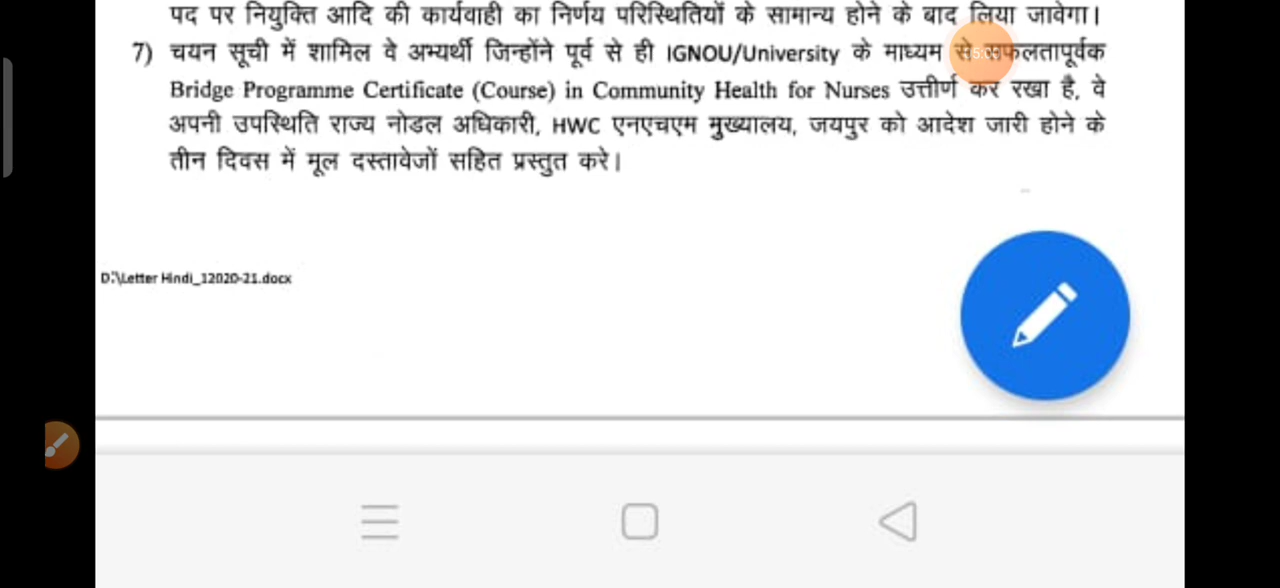 पद पर नियुक्ति आदि की कार्यवाही का निर्णय परिस्थितियों के सामान्य होने के बाद लिया जावेगा।
7) चयन सूची में शामिल वे अभ्यर्थी जिन्होंने पूर्व से ही IGNOU/University के माध्यम से सफलतापूर्वक
Bridge Programme Certificate (Course) in Community Health for Nurses उत्तीर्ण कर रखा है, वे
अपनी उपस्थिति राज्य नोडल अधिकारी, HWC एनएचएम मुख्यालय, जयपुर को आदेश जारी होने के
तीन दिवस में मूल दस्तावेजों सहित प्रस्तुत करे।
D:\Letter Hindi_12020-21.docx